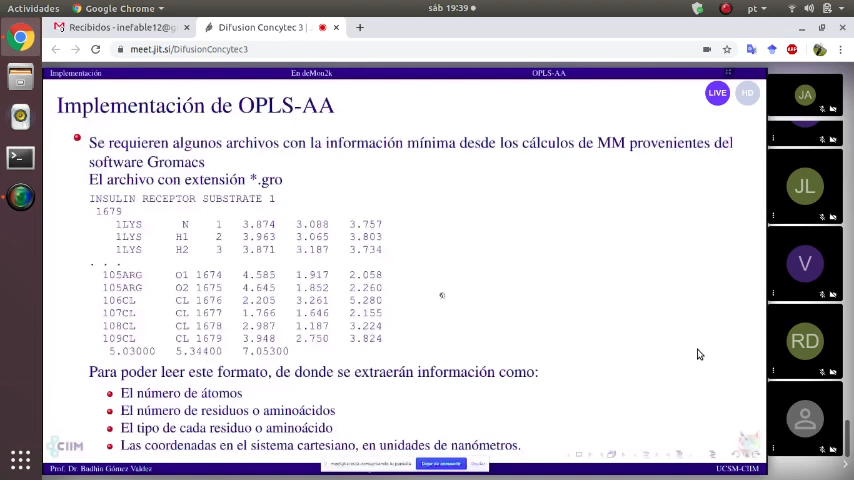 Actividades
Google Chrome
sáb 19:39
pt
Recibidos - inefable12@g
Difusion Concytec 3 |
meet.jit.si/DifusionConcytec3
Implementación
En deMon2k
OPLS-AA
Implementación de OPLS-AA
LIVE
HD
Se requieren algunos archivos con la información mínima desde los cálculos de MM provenientes del
software Gromacs
El archivo con extensión *.gro
INSULIN RECEPTOR SUBSTRATE 1
1679
1LYS N 1 3.874 3.088 3.757
1LYS H1 2 3.963 3.065 3.803
1LYS H2 3 3.871 3.187 3.734
. . .
105ARG O1 1674 4.585 1.917 2.058
105ARG O2 1675 4.645 1.852 2.260
106CL CL 1676 2.205 3.261 5.280
107CL CL 1677 1.766 1.646 2.155
108CL CL 1678 2.987 1.187 3.224
109CL CL 1679 3.948 2.750 3.824
5.03000 5.34400 7.05300
Para poder leer este formato, de donde se extraerán información como:
El número de átomos
El número de residuos o aminoácidos
El tipo de cada residuo o aminoácido
Las coordenadas en el sistema cartesiano, en unidades de nanómetros.
CIIM
Prof. Dr. Badhin Gómez Valdez
UCSM-CIIM
JA
JL
V
RD